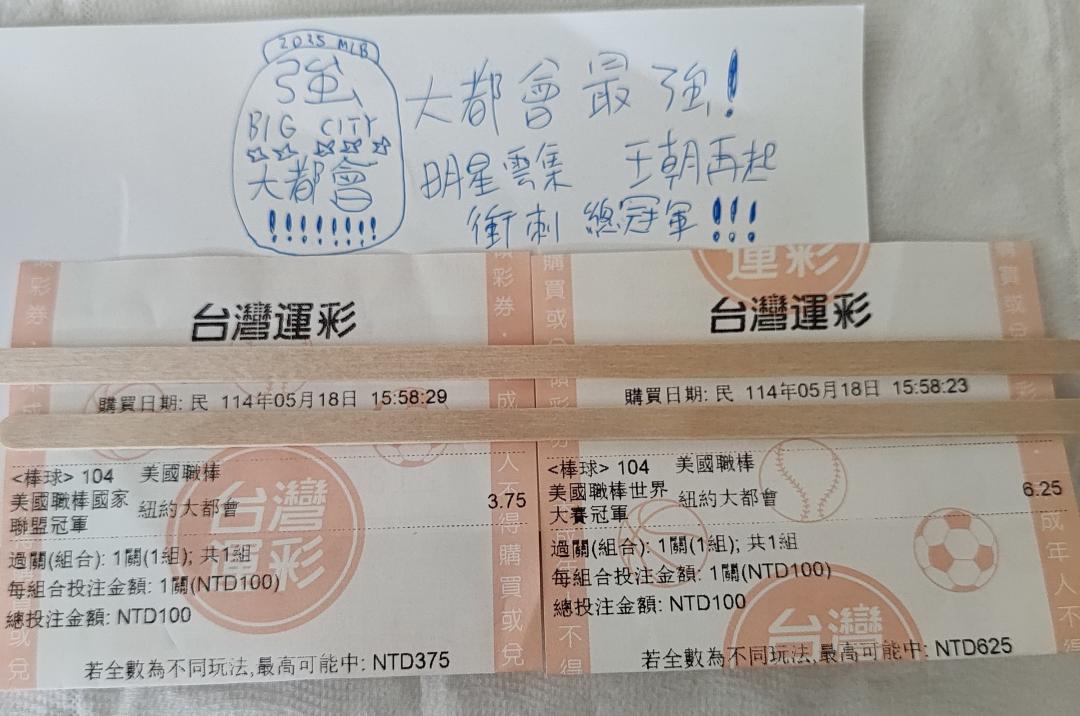 2025 MLB
強
BIG CITY
大都會
!!!!!!!!
大都會最強!
明星雲集 王朝再起
衝刺總冠軍!!!
台灣運彩
購買日期: 民 114年05月18日 15:58:29
<棒球> 104 美國職棒
美國職棒國家
聯盟冠軍 紐約大都會 3.75
過關(組合): 1關(1組); 共1組
每組合投注金額: 1關(NTD100)
總投注金額: NTD100
若全數為不同玩法,最高可能中: NTD375
運彩
台灣運彩
購買日期: 民 114年05月18日 15:58:23
<棒球> 104 美國職棒
美國職棒世界
大賽冠軍 紐約大都會 6.25
過關(組合): 1關(1組); 共1組
每組合投注金額: 1關(NTD100)
總投注金額: NTD100
若全數為不同玩法,最高可能中: NTD625
台灣
運彩
台灣